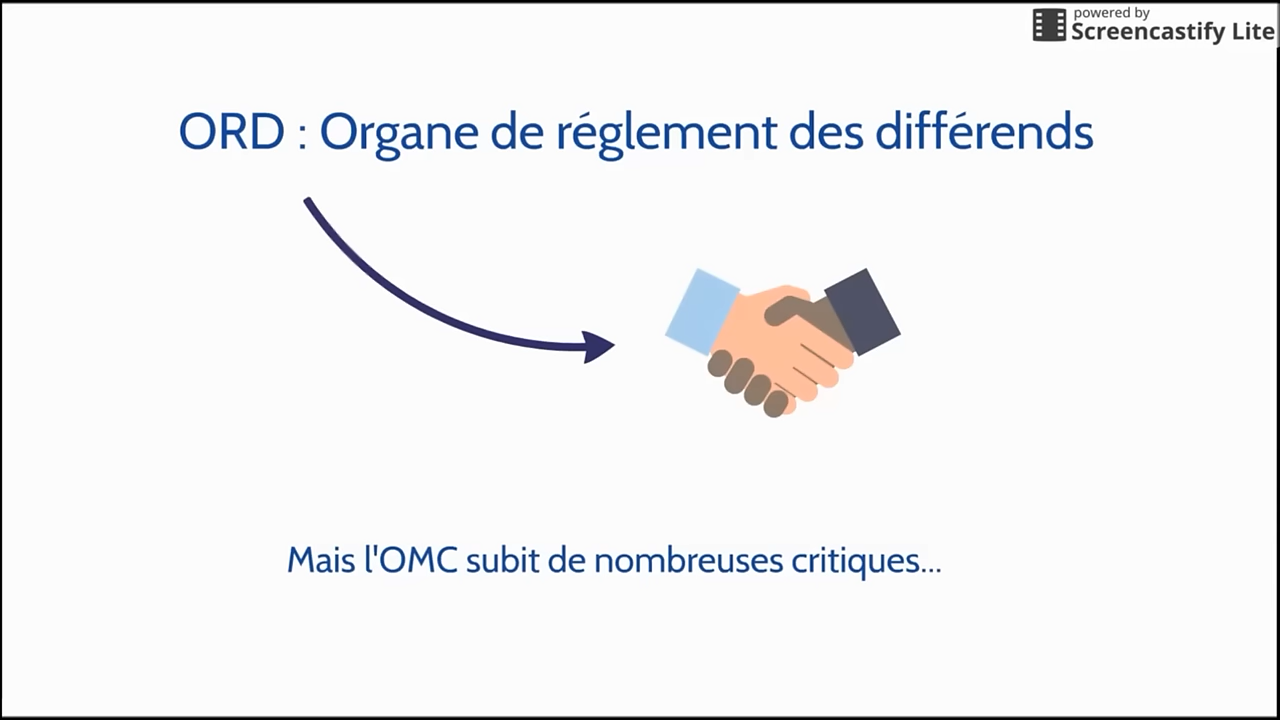 powered by
Screencastify Lite
ORD : Organe de réglement des différends
Mais l'OMC subit de nombreuses critiques...